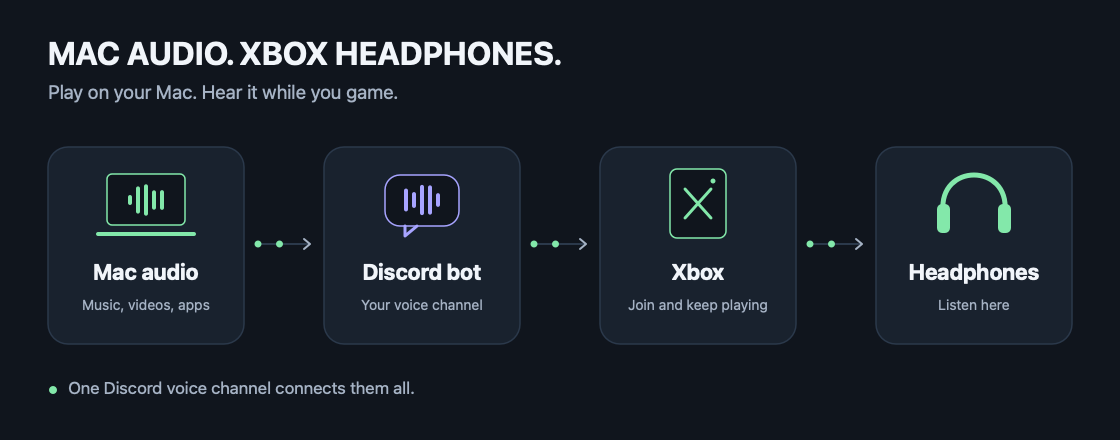 MAC AUDIO. XBOX HEADPHONES.
Play on your Mac. Hear it while you game.
Mac audio
Music, videos, apps
Discord bot
Your voice channel
Xbox
Join and keep playing
Headphones
Listen here
One Discord voice channel connects them all.